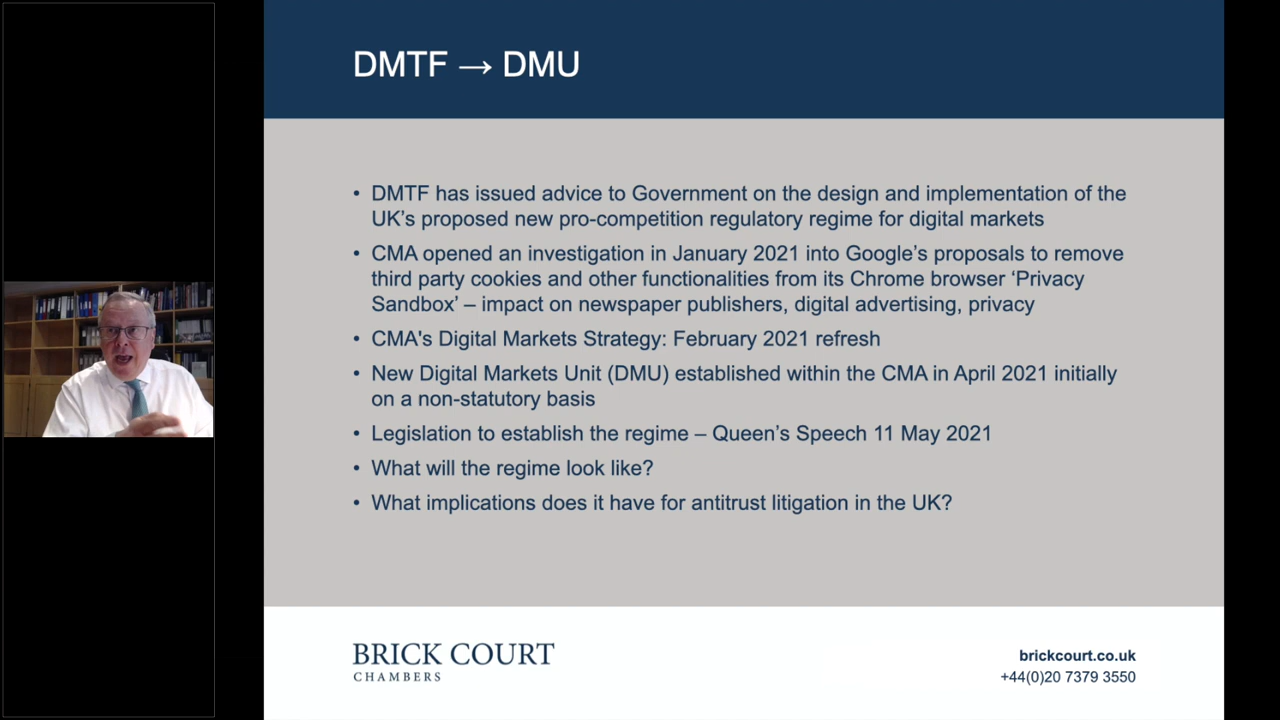 DMTF → DMU
• DMTF has issued advice to Government on the design and implementation of the
UK’s proposed new pro-competition regulatory regime for digital markets
• CMA opened an investigation in January 2021 into Google’s proposals to remove
third party cookies and other functionalities from its Chrome browser ‘Privacy
Sandbox’ – impact on newspaper publishers, digital advertising, privacy
• CMA's Digital Markets Strategy: February 2021 refresh
• New Digital Markets Unit (DMU) established within the CMA in April 2021 initially
on a non-statutory basis
• Legislation to establish the regime – Queen’s Speech 11 May 2021
• What will the regime look like?
• What implications does it have for antitrust litigation in the UK?
BRICK COURT
CHAMBERS
brickcourt.co.uk
+44(0)20 7379 3550